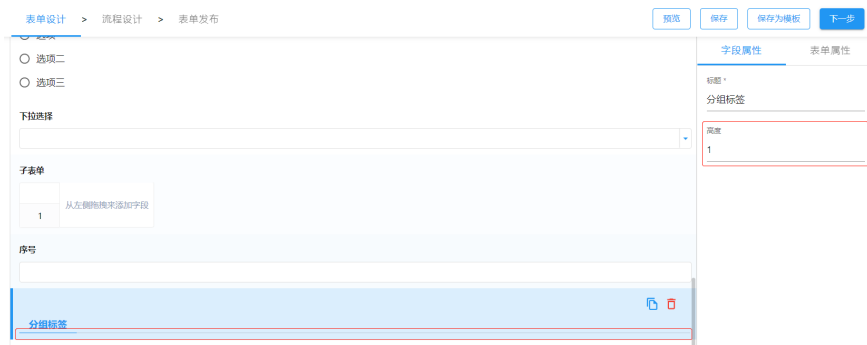 表单设计 > 流程设计 > 表单发布
预览 保存 保存为模板 下一步
选项二
选项三
下拉选择
子表单
1 从左侧拖拽来添加字段
序号
分组标签
字段属性 表单属性
标题 *
分组标签
高度
1